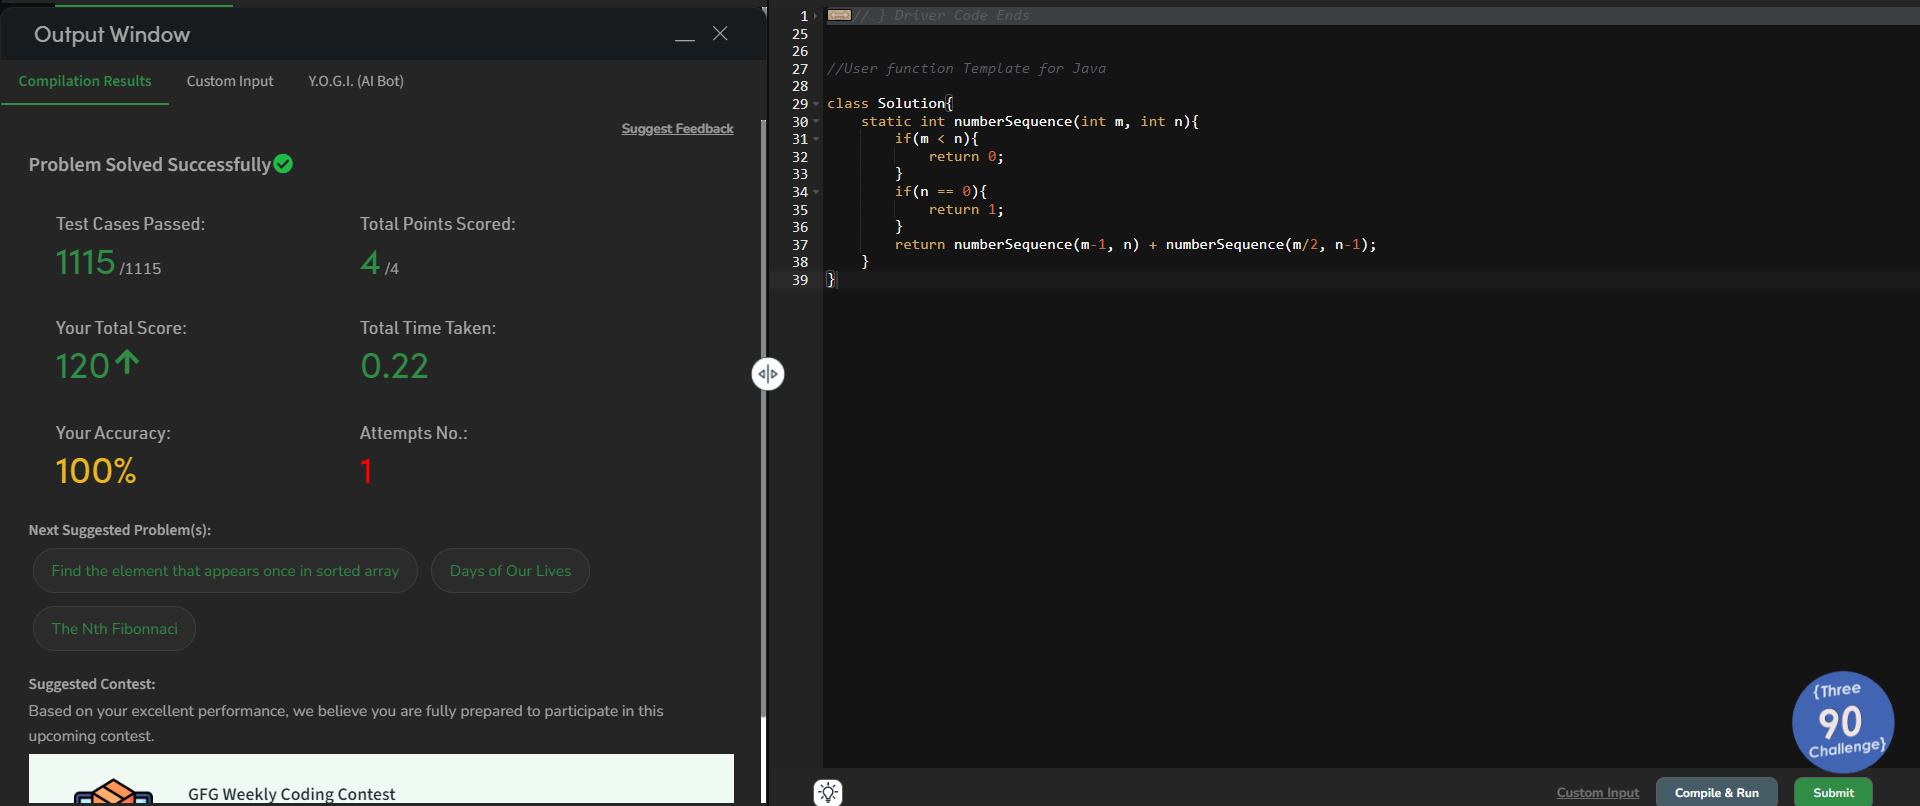 Output Window
Compilation Results
Custom Input
Y.O.G.I. (AI Bot)
Suggest Feedback
Problem Solved Successfully
Test Cases Passed:
1115 /1115
Total Points Scored:
4 /4
Your Total Score:
120
Total Time Taken:
0.22
Your Accuracy:
100%
Attempts No.:
1
Next Suggested Problem(s):
Find the element that appears once in sorted array
Days of Our Lives
The Nth Fibonnaci
Suggested Contest:
Based on your excellent performance, we believe you are fully prepared to participate in this
upcoming contest.
GFG Weekly Coding Contest
1 // } Driver Code Ends
25
26
27 //User function Template for Java
28
29 class Solution{
30 static int numberSequence(int m, int n){
31 if(m < n){
32 return 0;
33 }
34 if(n == 0){
35 return 1;
36 }
37 return numberSequence(m-1, n) + numberSequence(m/2, n-1);
38 }
39 }
{Three
90
Challenge}
Custom Input
Compile & Run
Submit